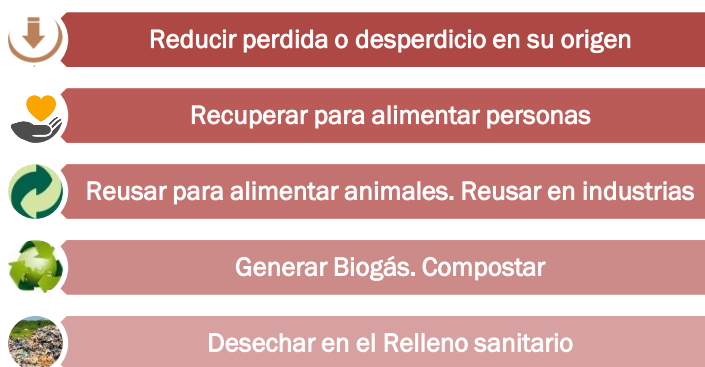 Reducir perdida o desperdicio en su origen
Recuperar para alimentar personas
Reusar para alimentar animales. Reusar en industrias
Generar Biogás. Compostar
Desechar en el Relleno sanitario